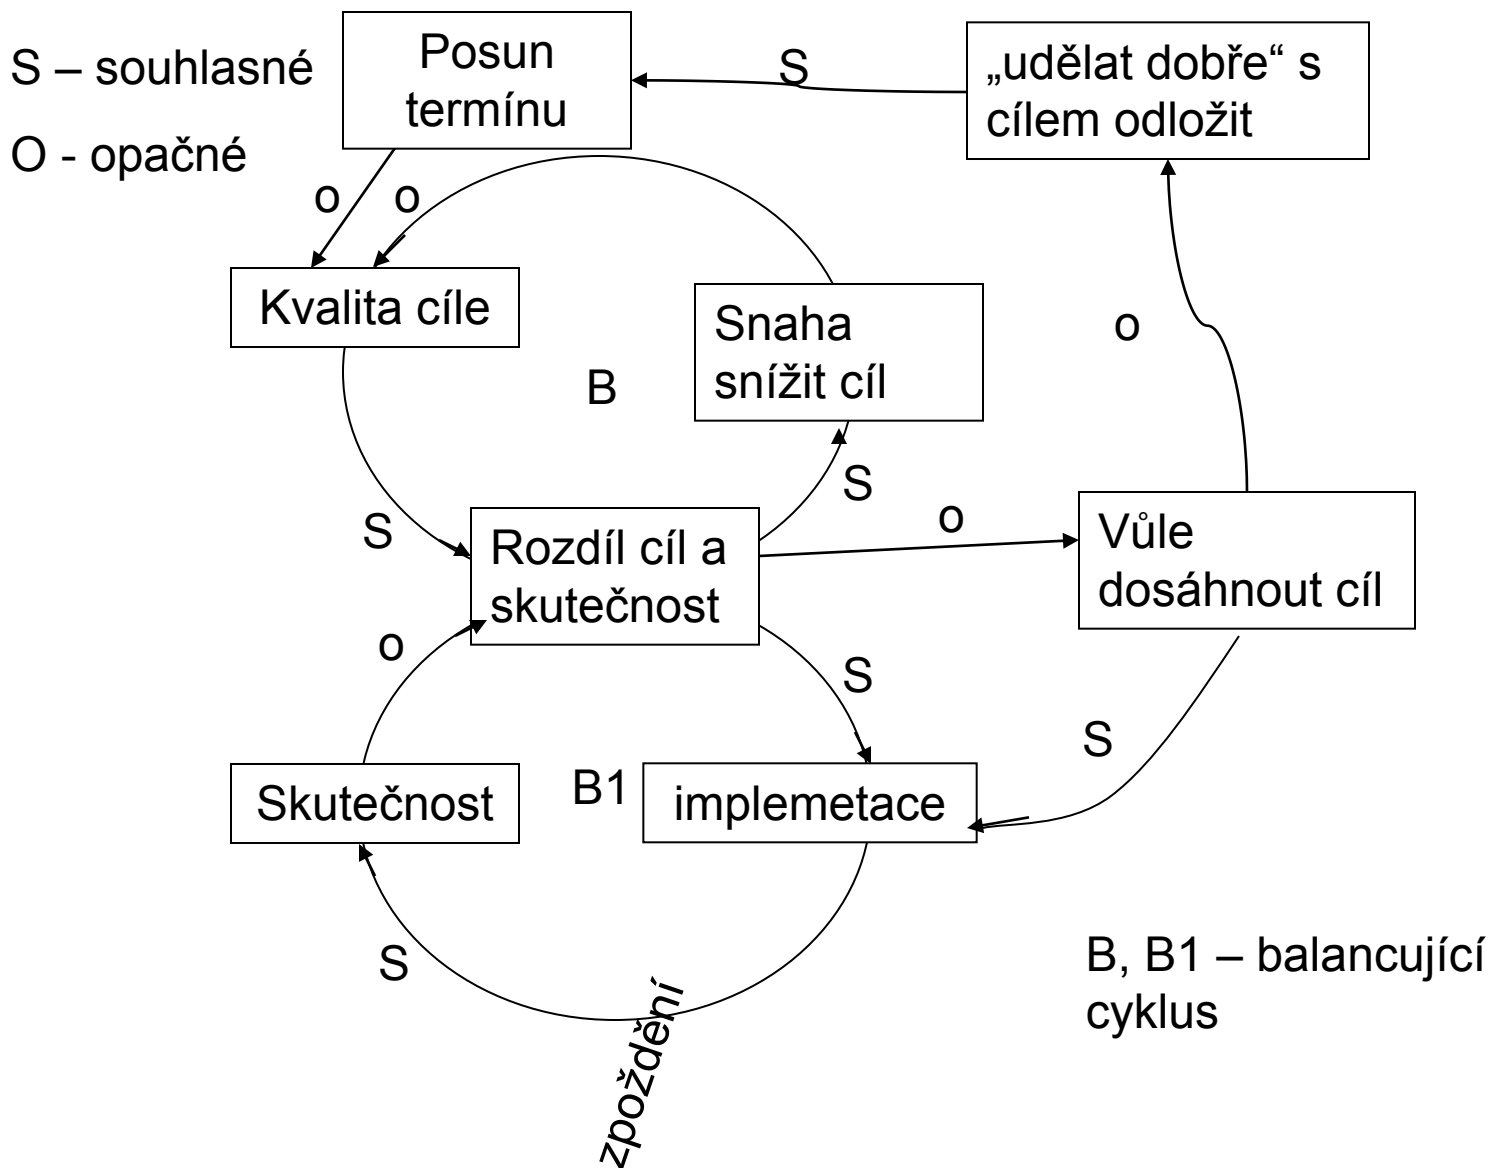 S – souhlasné
O - opačné
Posun
termínu
S
„udělat dobře“ s
cílem odložit
o
o
Kvalita cíle
Snaha
snížit cíl
o
B
S
S
o
Rozdíl cíl a
skutečnost
Vůle
dosáhnout cíl
o
S
S
Skutečnost
B1
implemetace
S
zpoždění
B, B1 – balancující
cyklus